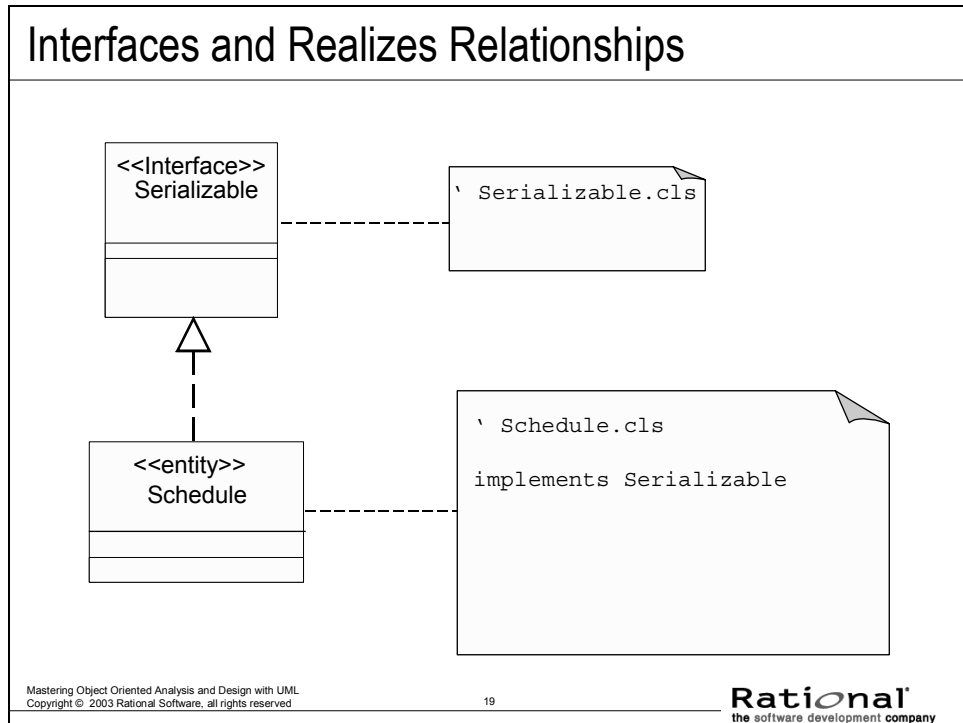 Interfaces and Realizes Relationships
<<Interface>>
Serializable
‘ Serializable.cls
<<entity>>
Schedule
‘ Schedule.cls
implements Serializable
Mastering Object Oriented Analysis and Design with UML
Copyright © 2003 Rational Software, all rights reserved
19
Rational®
the software development company